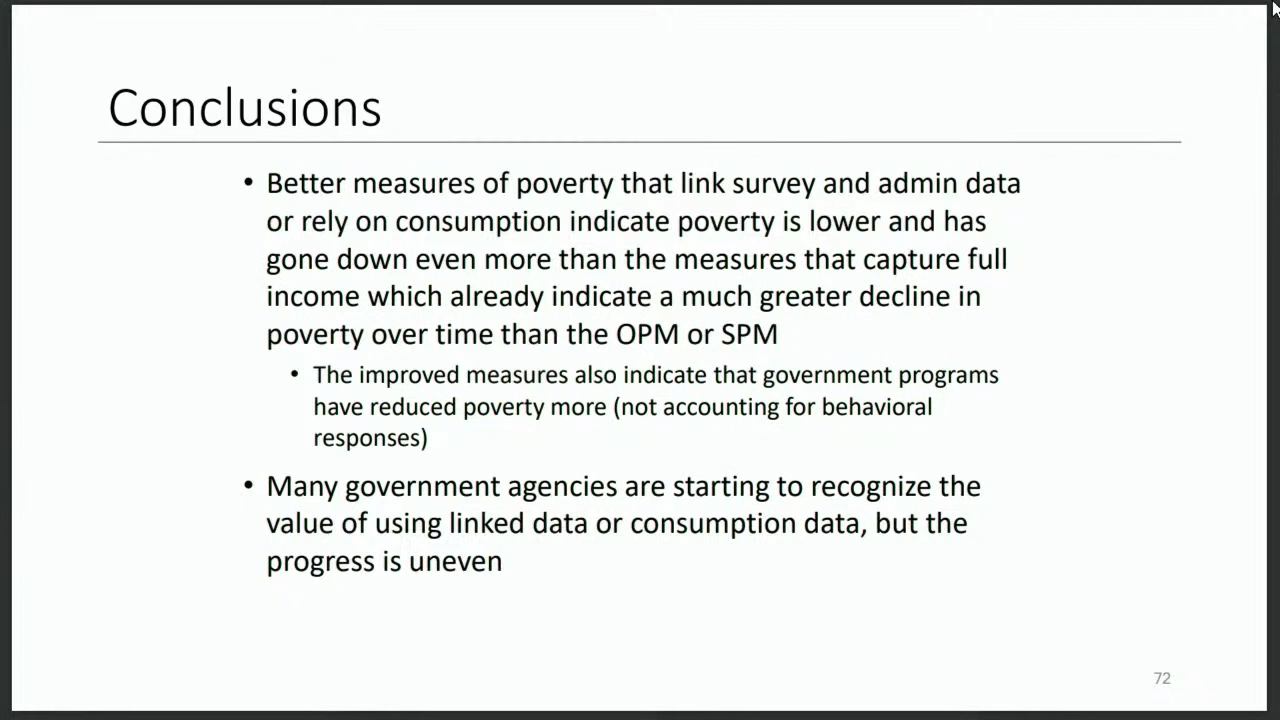 Conclusions
• Better measures of poverty that link survey and admin data
or rely on consumption indicate poverty is lower and has
gone down even more than the measures that capture full
income which already indicate a much greater decline in
poverty over time than the OPM or SPM
• The improved measures also indicate that government programs
have reduced poverty more (not accounting for behavioral
responses)
• Many government agencies are starting to recognize the
value of using linked data or consumption data, but the
progress is uneven
72